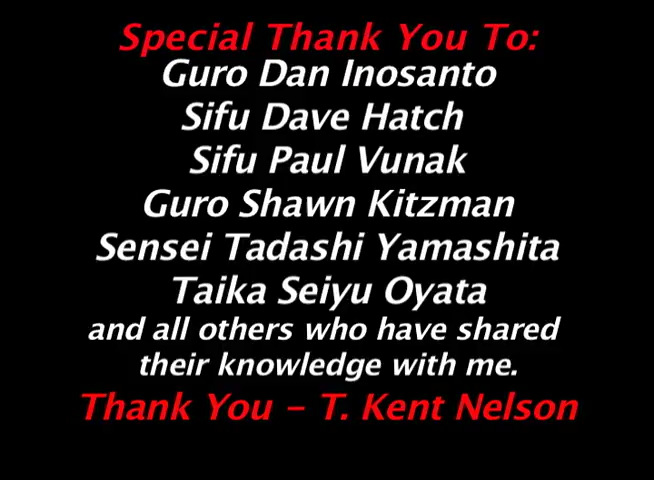 Special Thank You To:
Guro Dan Inosanto
Sifu Dave Hatch
Sifu Paul Vunak
Guro Shawn Kitzman
Sensei Tadashi Yamashita
Taika Seiyu Oyata
and all others who have shared
their knowledge with me.
Thank You - T. Kent Nelson